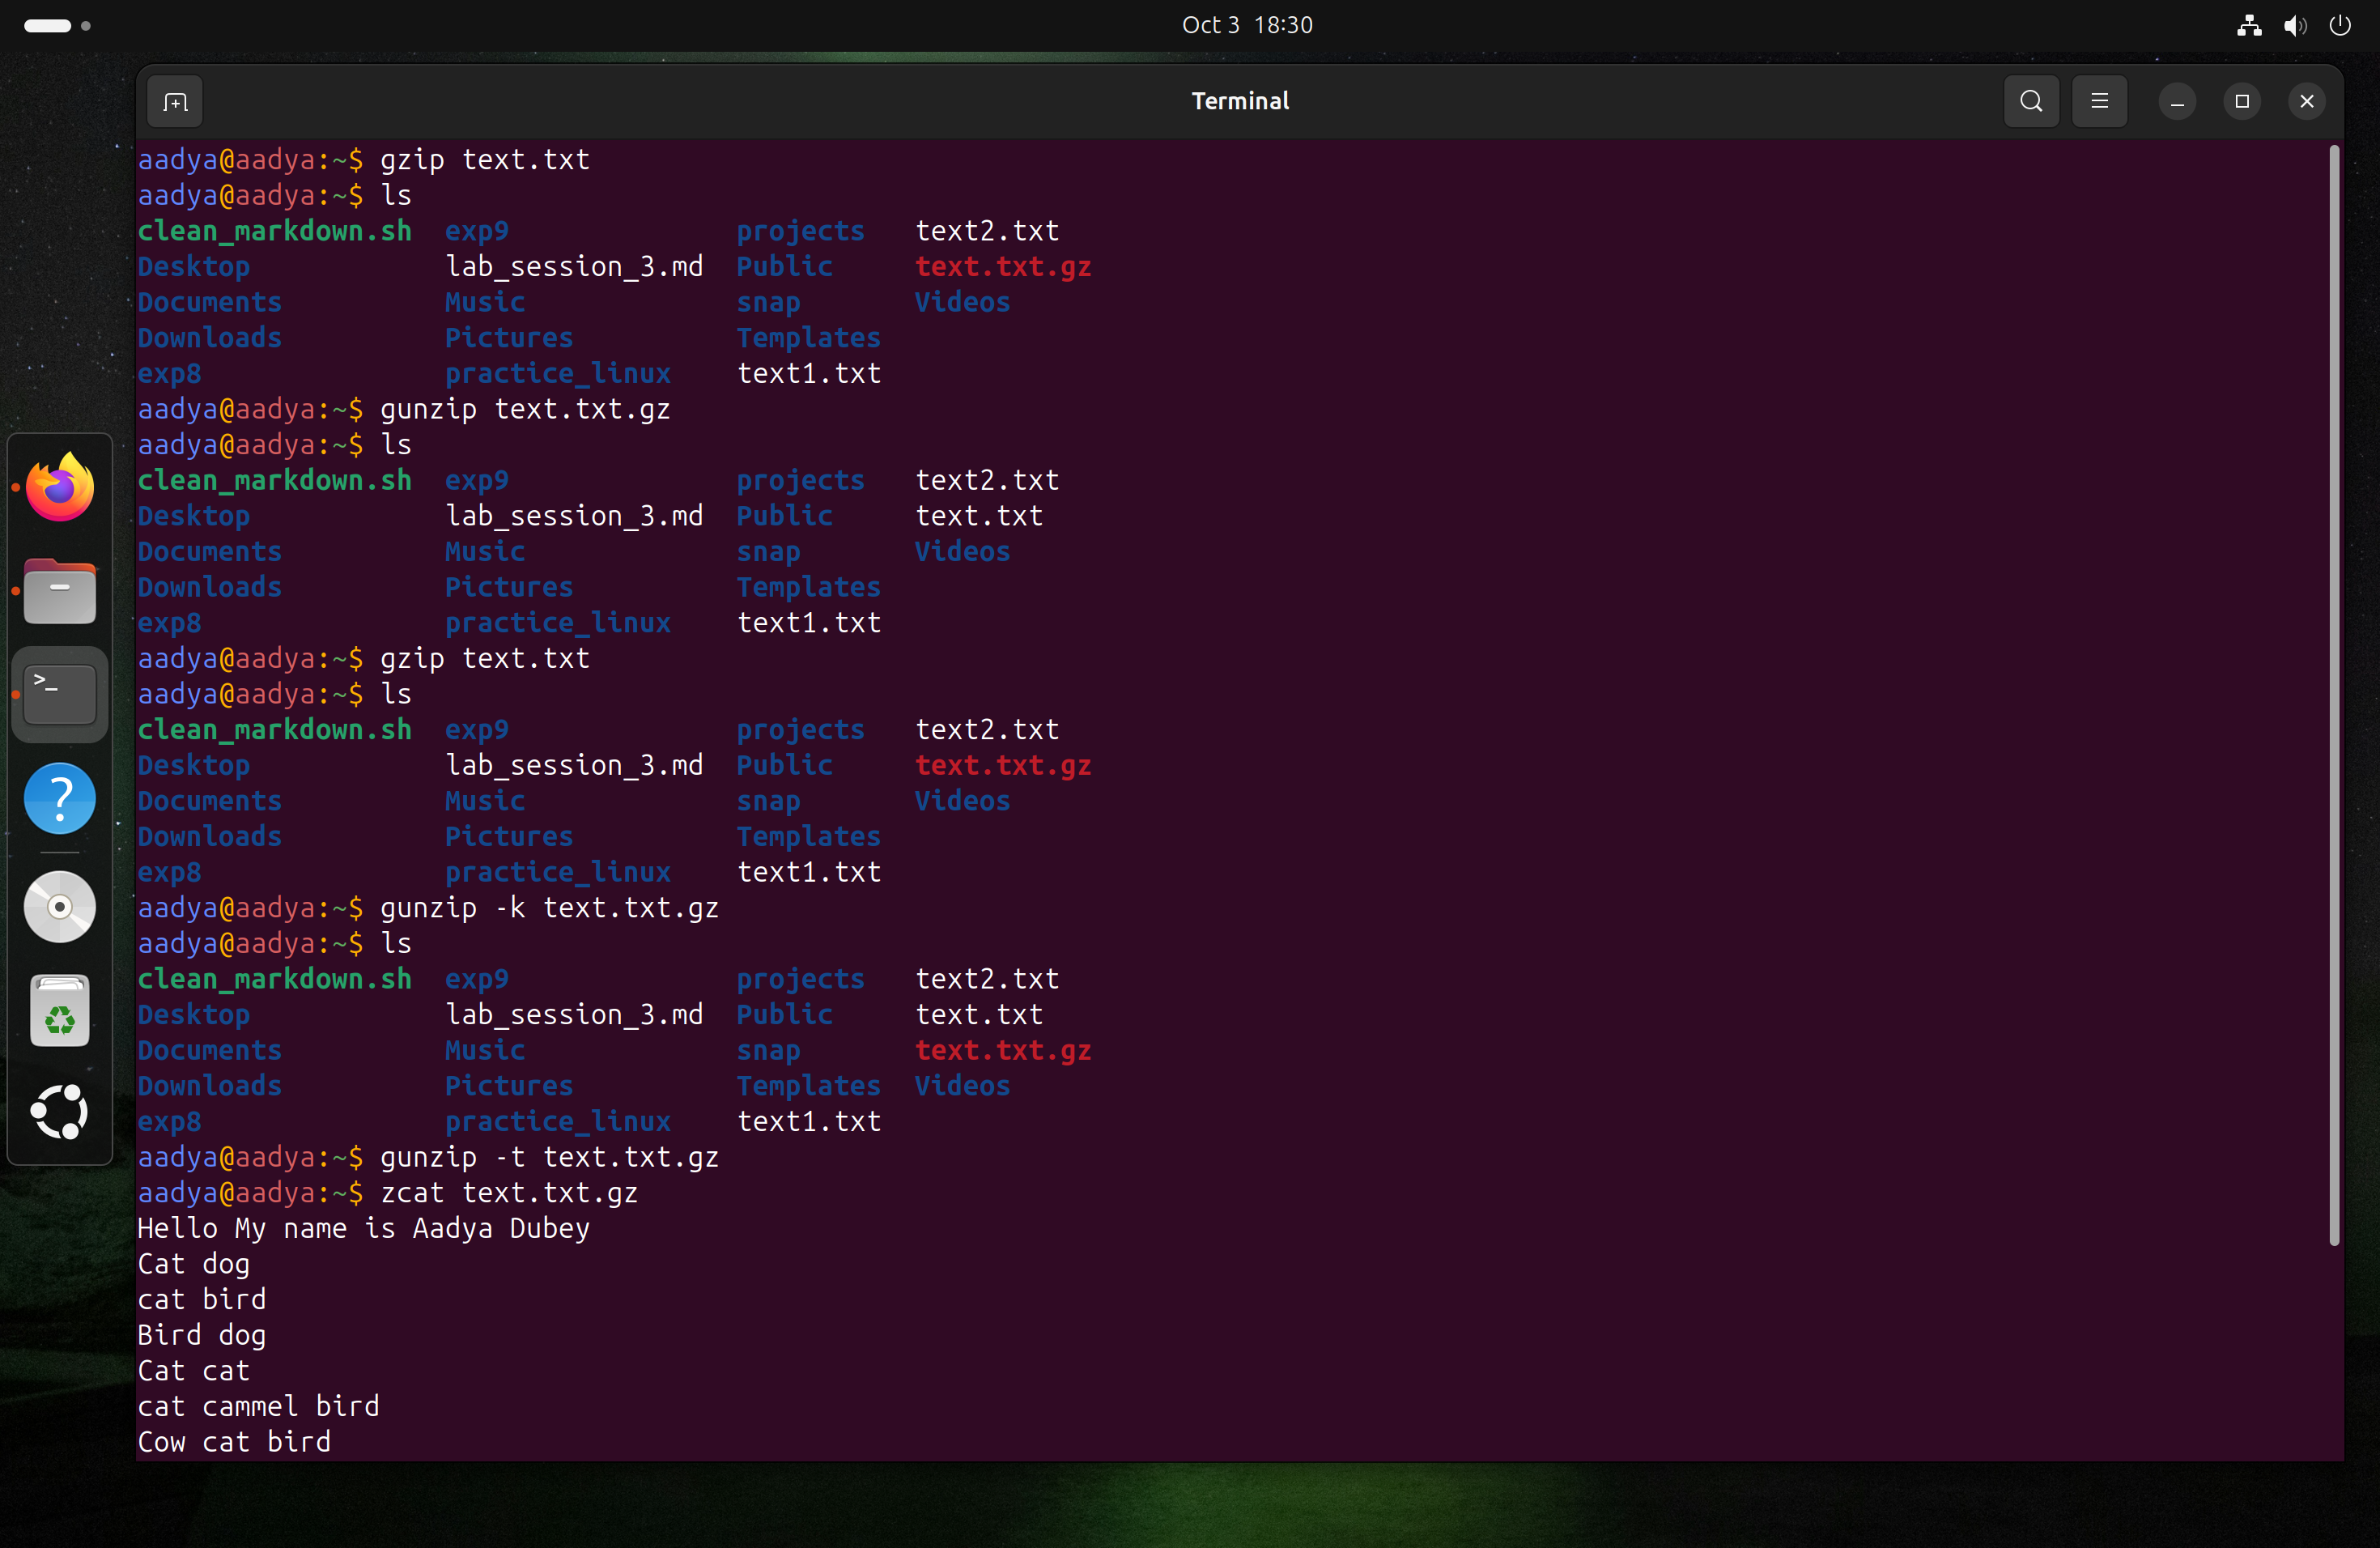 Oct 3  18:30
Terminal
aadya@aadya:~$ gzip text.txt
aadya@aadya:~$ ls
clean_markdown.sh  exp9              projects   text2.txt
Desktop            lab_session_3.md  Public     text.txt.gz
Documents          Music             snap       Videos
Downloads          Pictures          Templates
exp8               practice_linux    text1.txt
aadya@aadya:~$ gunzip text.txt.gz
aadya@aadya:~$ ls
clean_markdown.sh  exp9              projects   text2.txt
Desktop            lab_session_3.md  Public     text.txt
Documents          Music             snap       Videos
Downloads          Pictures          Templates
exp8               practice_linux    text1.txt
aadya@aadya:~$ gzip text.txt
aadya@aadya:~$ ls
clean_markdown.sh  exp9              projects   text2.txt
Desktop            lab_session_3.md  Public     text.txt.gz
Documents          Music             snap       Videos
Downloads          Pictures          Templates
exp8               practice_linux    text1.txt
aadya@aadya:~$ gunzip -k text.txt.gz
aadya@aadya:~$ ls
clean_markdown.sh  exp9              projects   text2.txt
Desktop            lab_session_3.md  Public     text.txt
Documents          Music             snap       text.txt.gz
Downloads          Pictures          Templates  Videos
exp8               practice_linux    text1.txt
aadya@aadya:~$ gunzip -t text.txt.gz
aadya@aadya:~$ zcat text.txt.gz
Hello My name is Aadya Dubey
Cat dog
cat bird
Bird dog
Cat cat
cat cammel bird
Cow cat bird